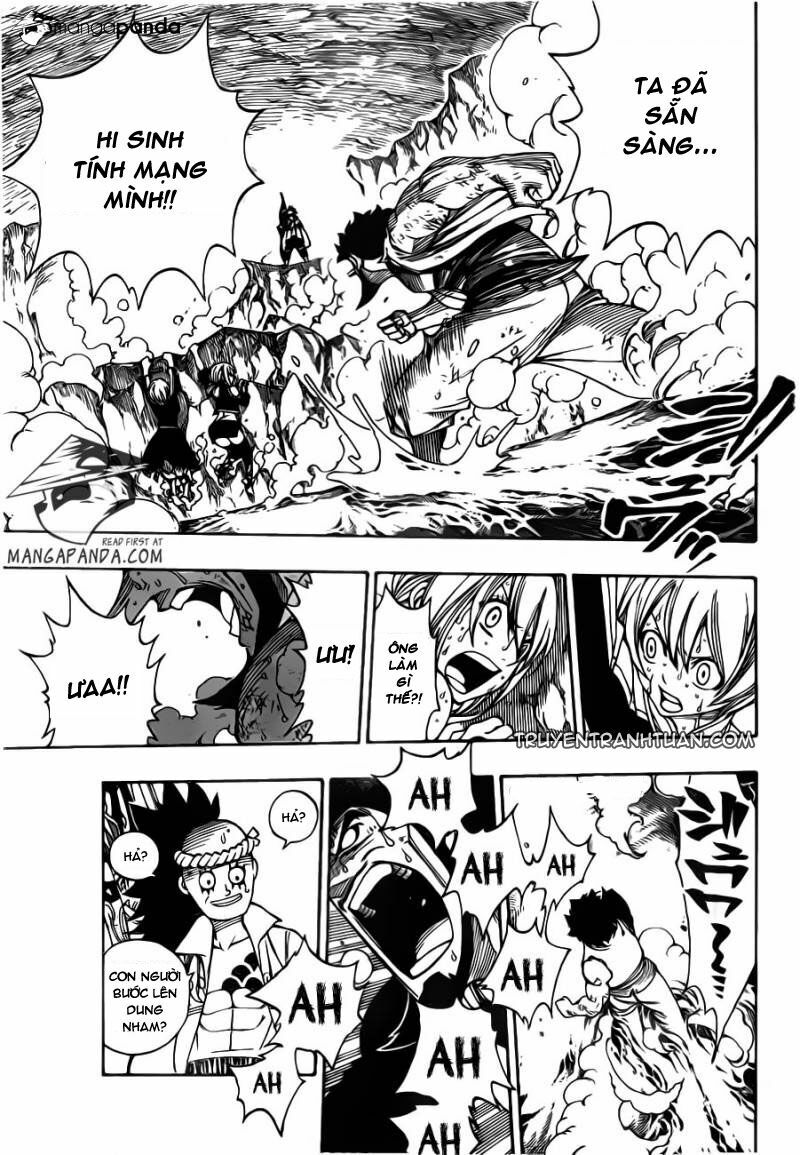 mangapanda
TA ĐÃ
SẴN
SÀNG...
HI SINH
TÍNH MẠNG
MÌNH!!
READ FIRST AT
MANGAPANDA.COM
ÔNG
LÀM
GÌ
THẾ?!
ƯƯ!
ƯAA!!
TRUYENTRANHTUAN.COM
AH
AH
AH
AH
AH
AH
AH
AH
AH
HẢ?
HẢ?
CON NGƯỜI
BƯỚC LÊN
DUNG
NHAM?